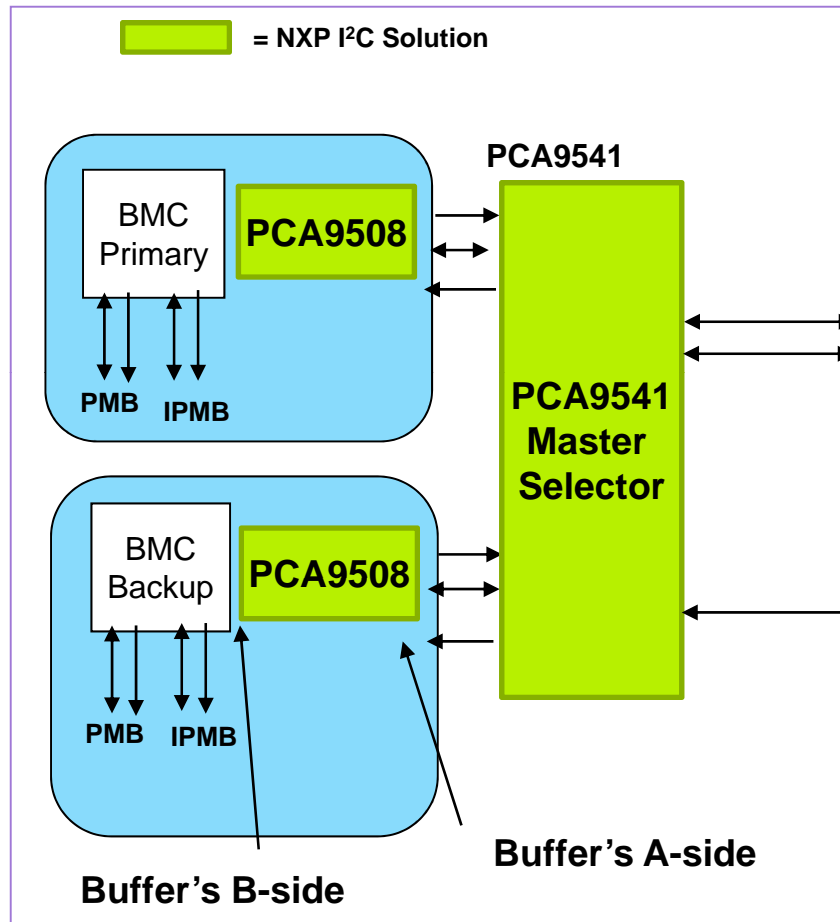 = NXP I²C Solution
PCA9541
BMC
Primary
PCA9508
PMB
IPMB
PCA9541
Master
Selector
BMC
Backup
PCA9508
PMB
IPMB
Buffer’s A-side
Buffer’s B-side